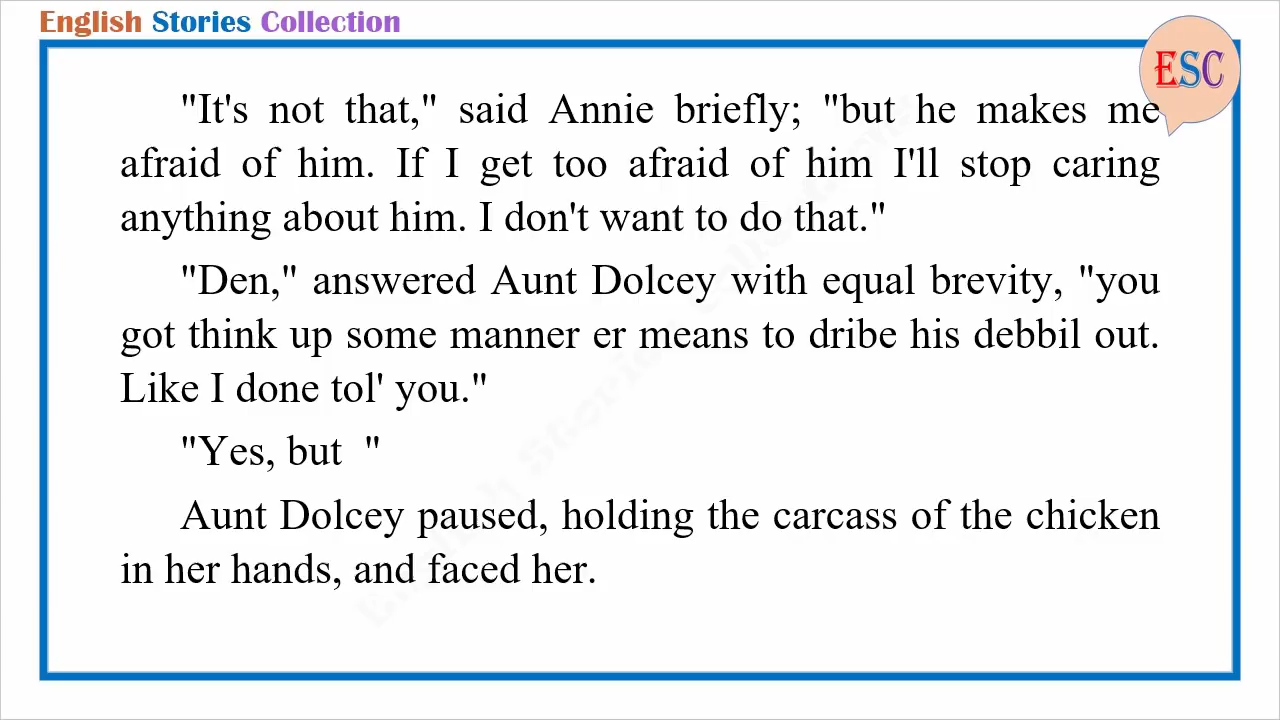 English Stories Collection
ESC
"It's not that," said Annie briefly; "but he makes me
afraid of him. If I get too afraid of him I'll stop caring
anything about him. I don't want to do that."
"Den," answered Aunt Dolcey with equal brevity, "you
got think up some manner er means to dribe his debbil out.
Like I done tol' you."
"Yes, but  "
Aunt Dolcey paused, holding the carcass of the chicken
in her hands, and faced her.
English Stories Collection